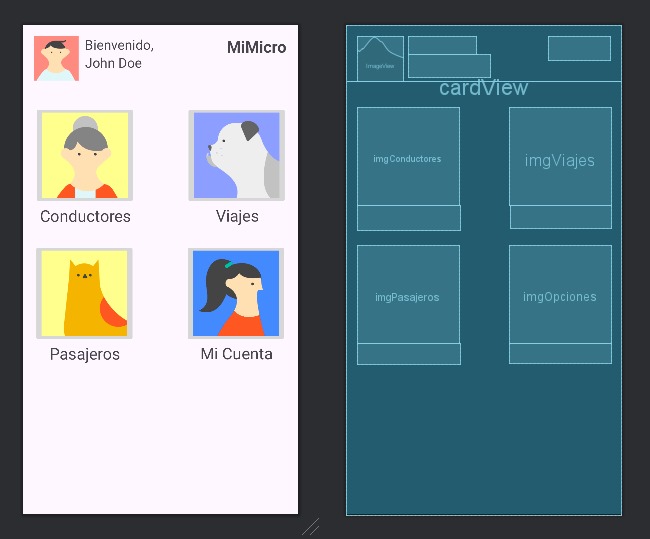 Bienvenido,
John Doe
MiMicro
Conductores
Viajes
Pasajeros
Mi Cuenta
ImageView
cardView
imgConductores
imgViajes
imgPasajeros
imgOpciones